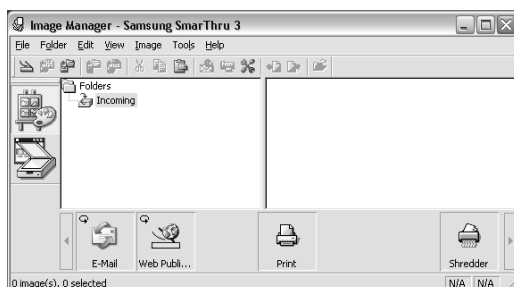 Image Manager - Samsung SmarThru 3
File Folder Edit View Image Tools Help
Folders
Incoming
E-Mail Web Publi... Print Shredder
0 image(s), 0 selected N/A N/A